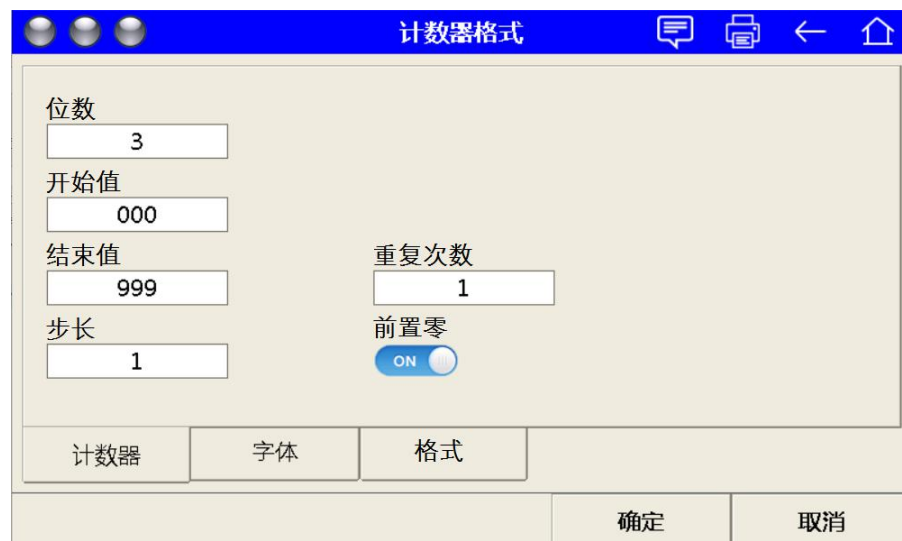 计数器格式
位数
3
开始值
000
结束值
999
重复次数
1
步长
1
前置零
ON
计数器
字体
格式
确定
取消